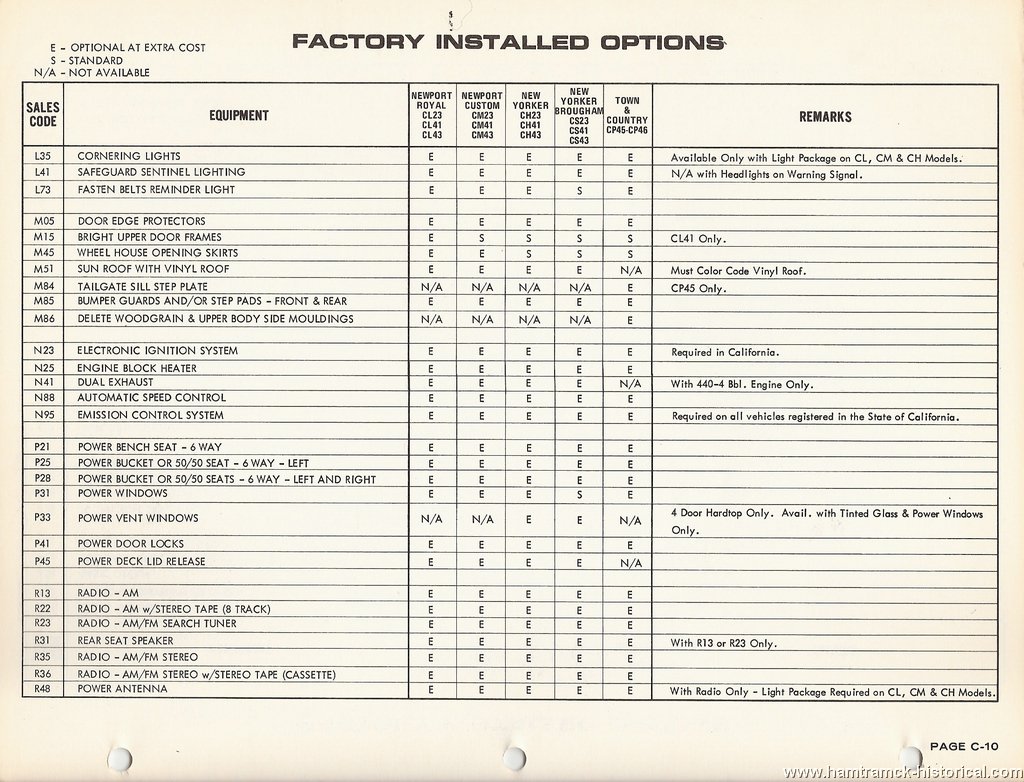 FACTORY INSTALLED OPTIONS
E - OPTIONAL AT EXTRA COST
S - STANDARD
N/A - NOT AVAILABLE
SALES CODE | EQUIPMENT | NEWPORT ROYAL CL23 CL41 CL43 | NEWPORT CUSTOM CM23 CM41 CM43 | NEW YORKER CH23 CH41 CH43 | NEW YORKER BROUGHAM CS23 CS41 CS43 | TOWN & COUNTRY CP45-CP46 | REMARKS
L35 CORNERING LIGHTS E E E E E Available Only with Light Package on CL, CM & CH Models.
L41 SAFEGUARD SENTINEL LIGHTING E E E E E N/A with Headlights on Warning Signal.
L73 FASTEN BELTS REMINDER LIGHT E E E S E
M05 DOOR EDGE PROTECTORS E E E E E
M15 BRIGHT UPPER DOOR FRAMES E S S S S CL41 Only.
M45 WHEEL HOUSE OPENING SKIRTS E E S S S
M51 SUN ROOF WITH VINYL ROOF E E E E N/A Must Color Code Vinyl Roof.
M84 TAILGATE SILL STEP PLATE N/A N/A N/A N/A E CP45 Only.
M85 BUMPER GUARDS AND/OR STEP PADS - FRONT & REAR E E E E E
M86 DELETE WOODGRAIN & UPPER BODY SIDE MOULDINGS N/A N/A N/A N/A E
N23 ELECTRONIC IGNITION SYSTEM E E E E E Required in California.
N25 ENGINE BLOCK HEATER E E E E E
N41 DUAL EXHAUST E E E E N/A With 440-4 Bbl. Engine Only.
N88 AUTOMATIC SPEED CONTROL E E E E E
N95 EMISSION CONTROL SYSTEM E E E E E Required on all vehicles registered in the State of California.
P21 POWER BENCH SEAT - 6 WAY E E E E E
P25 POWER BUCKET OR 50/50 SEAT - 6 WAY - LEFT E E E E E
P28 POWER BUCKET OR 50/50 SEATS - 6 WAY - LEFT AND RIGHT E E E E E
P31 POWER WINDOWS E E E S E
P33 POWER VENT WINDOWS N/A N/A E E N/A 4 Door Hardtop Only. Avail. with Tinted Glass & Power Windows
Only.
P41 POWER DOOR LOCKS E E E E E
P45 POWER DECK LID RELEASE E E E E N/A
R13 RADIO - AM E E E E E
R22 RADIO - AM w/STEREO TAPE (8 TRACK) E E E E E
R23 RADIO - AM/FM SEARCH TUNER E E E E E
R31 REAR SEAT SPEAKER E E E E E With R13 or R23 Only.
R35 RADIO - AM/FM STEREO E E E E E
R36 RADIO - AM/FM STEREO w/STEREO TAPE (CASSETTE) E E E E E
R48 POWER ANTENNA E E E E E With Radio Only - Light Package Required on CL, CM & CH Models.
PAGE C-10
www.hamtramck-historical.com